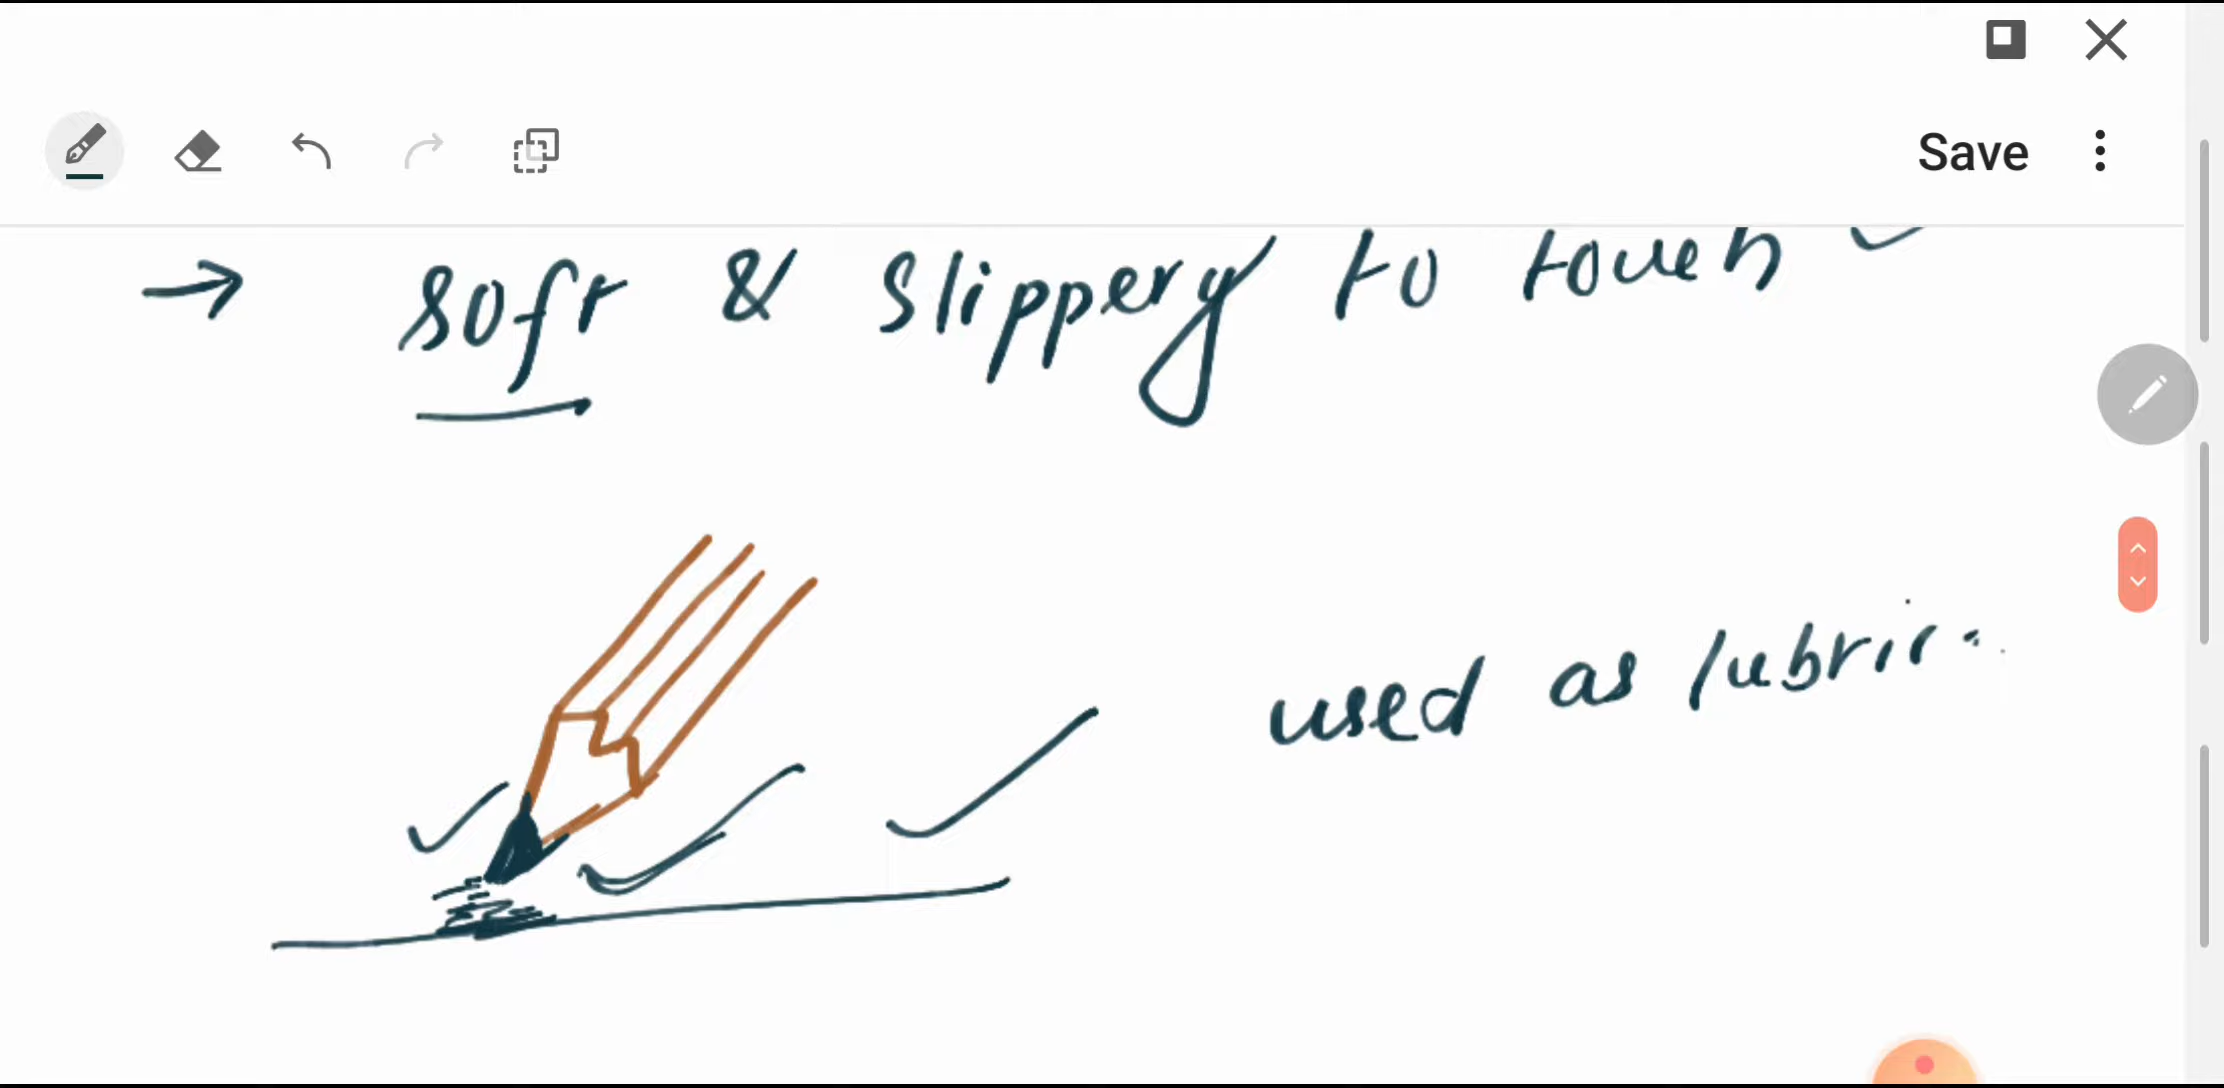 Save
→ soft & slippery to touch ✓
used as lubric